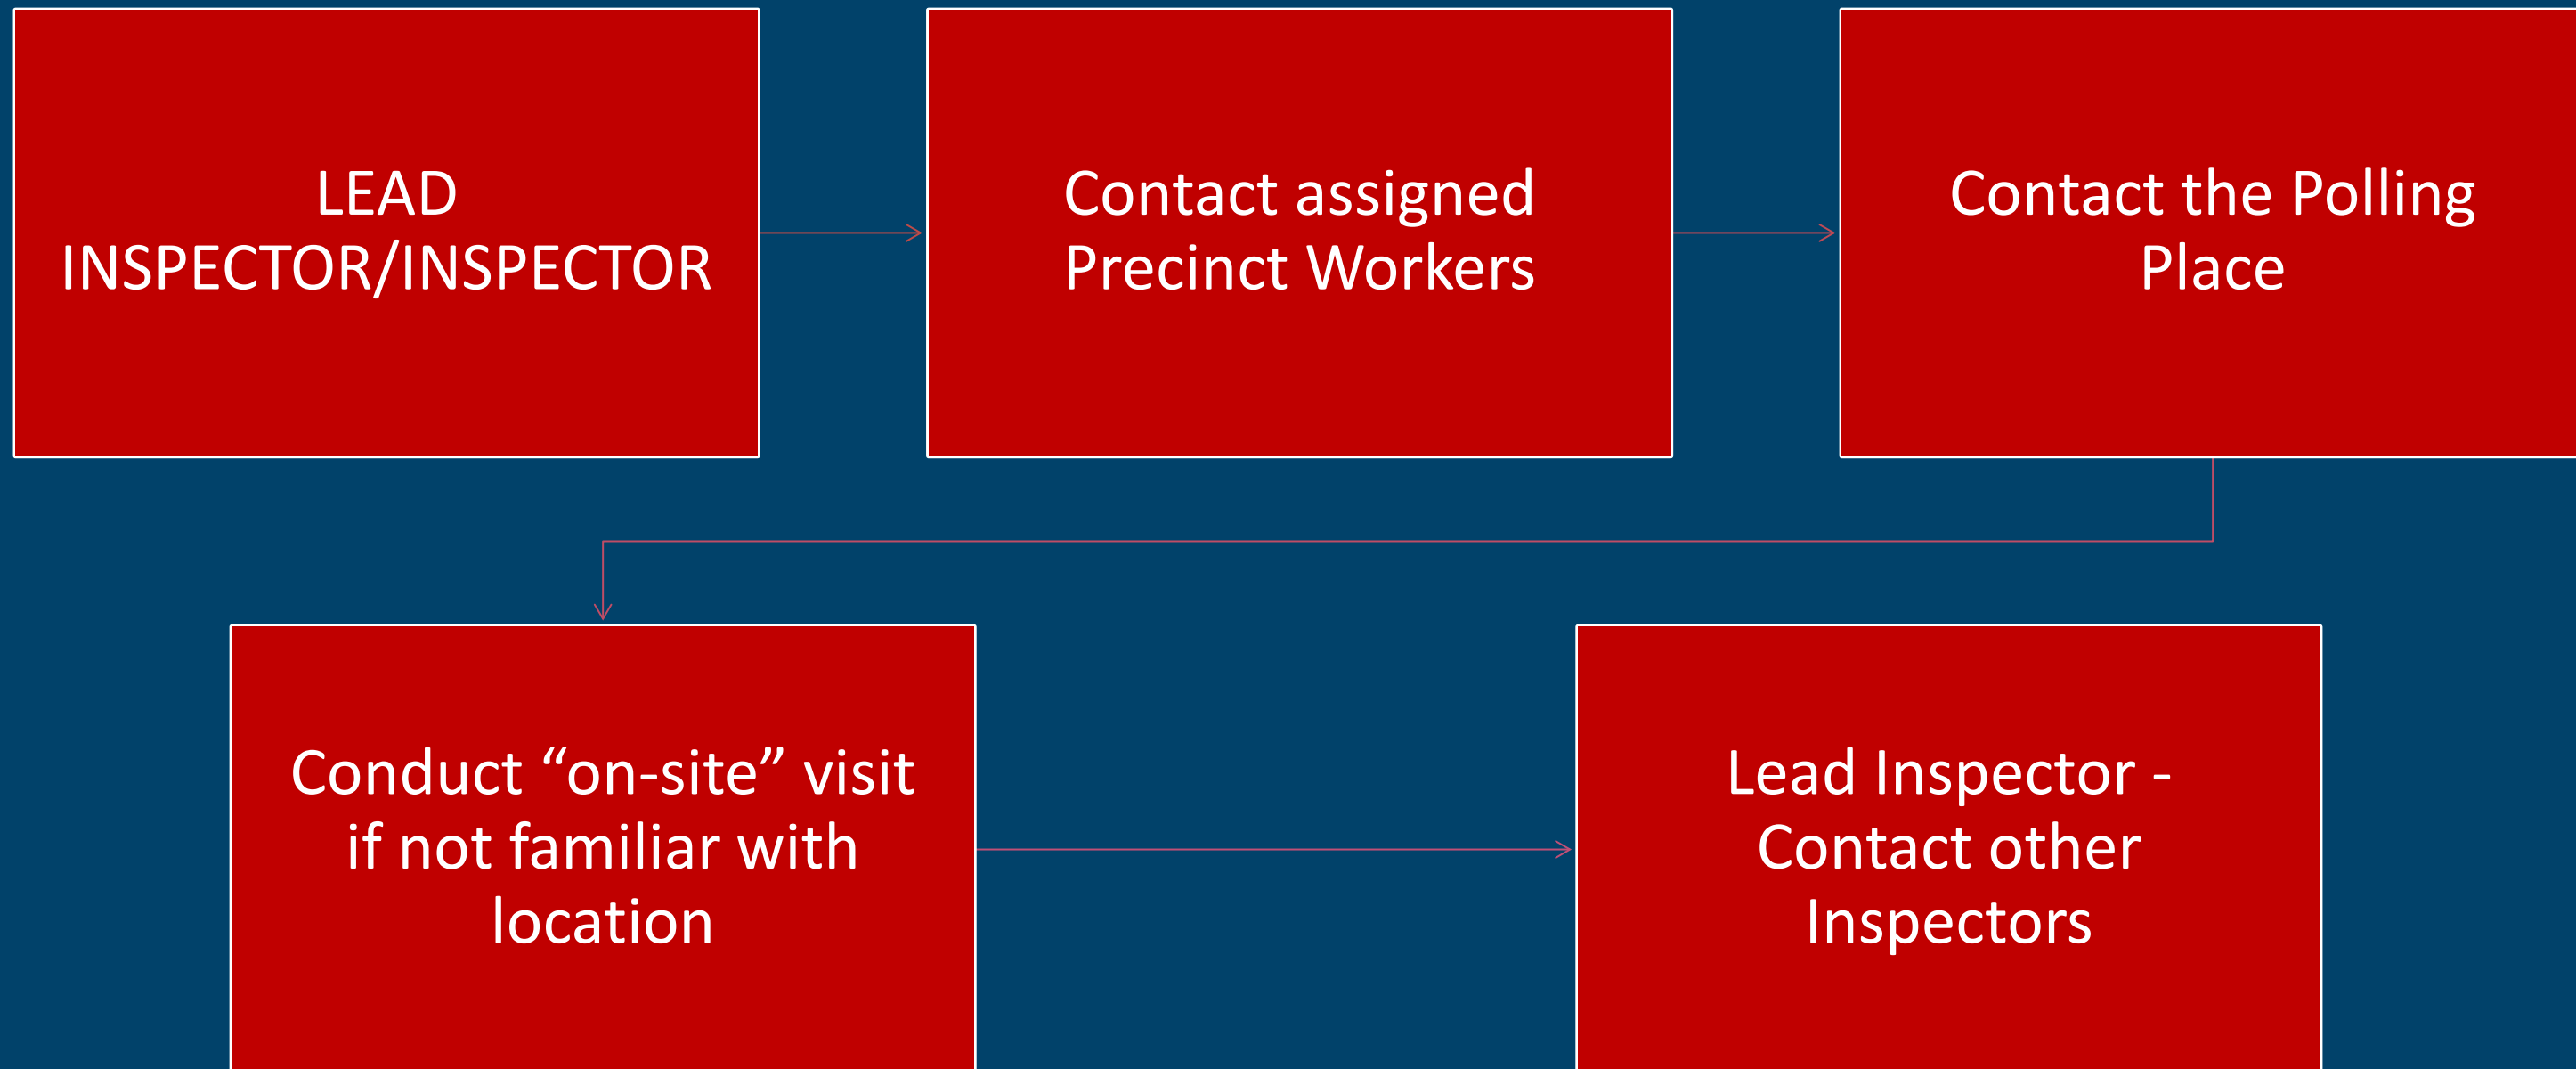 LEAD
INSPECTOR/INSPECTOR
Contact assigned
Precinct Workers
Contact the Polling
Place
Conduct “on-site” visit
if not familiar with
location
Lead Inspector -
Contact other
Inspectors